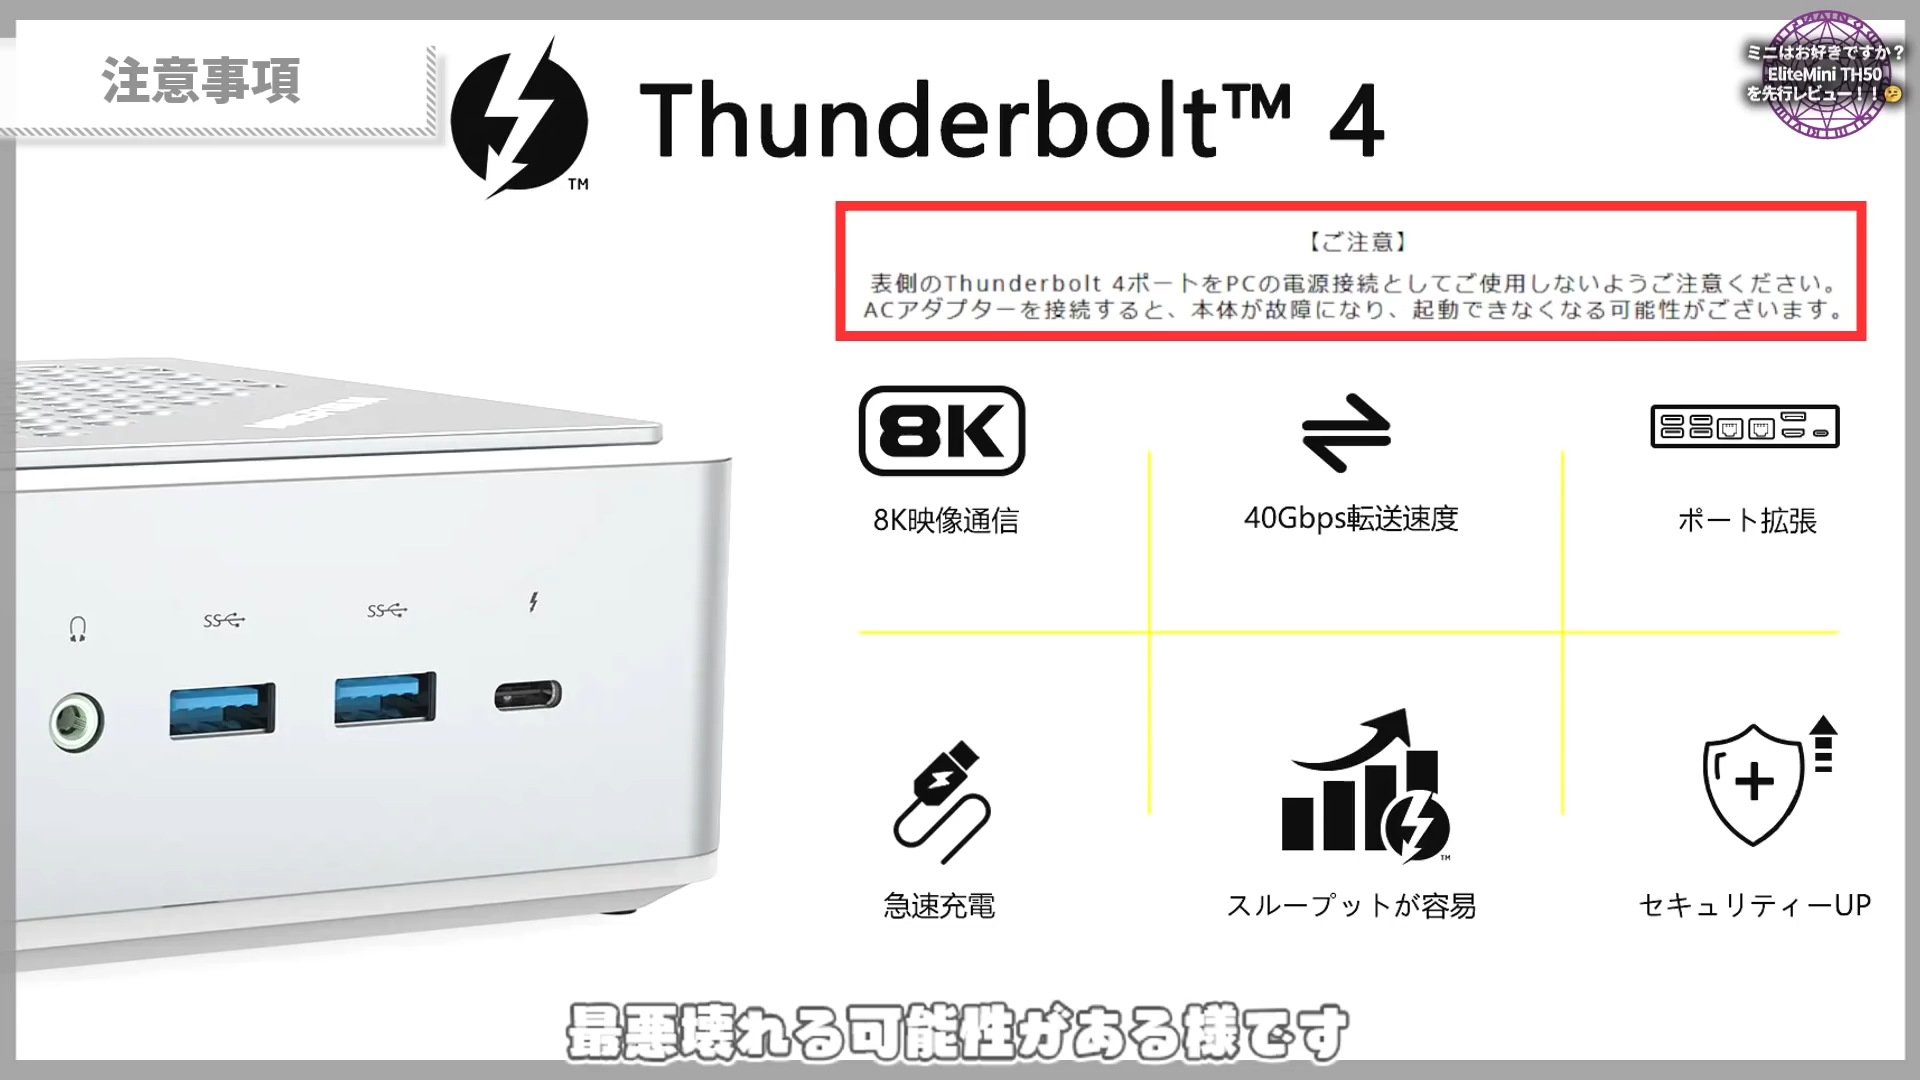 注意事項
Thunderbolt™ 4
TM
ミニはお好きですか？
EliteMini TH50
を先行レビュー！！🤔
【ご注意】
表側のThunderbolt 4ポートをPCの電源接続としてご使用しないようご注意ください。
ACアダプターを接続すると、本体が故障になり、起動できなくなる可能性がございます。
8K
8K映像通信
40Gbps転送速度
ポート拡張
SS
SS
TM
急速充電
スループットが容易
セキュリティーUP
最悪壊れる可能性がある様です